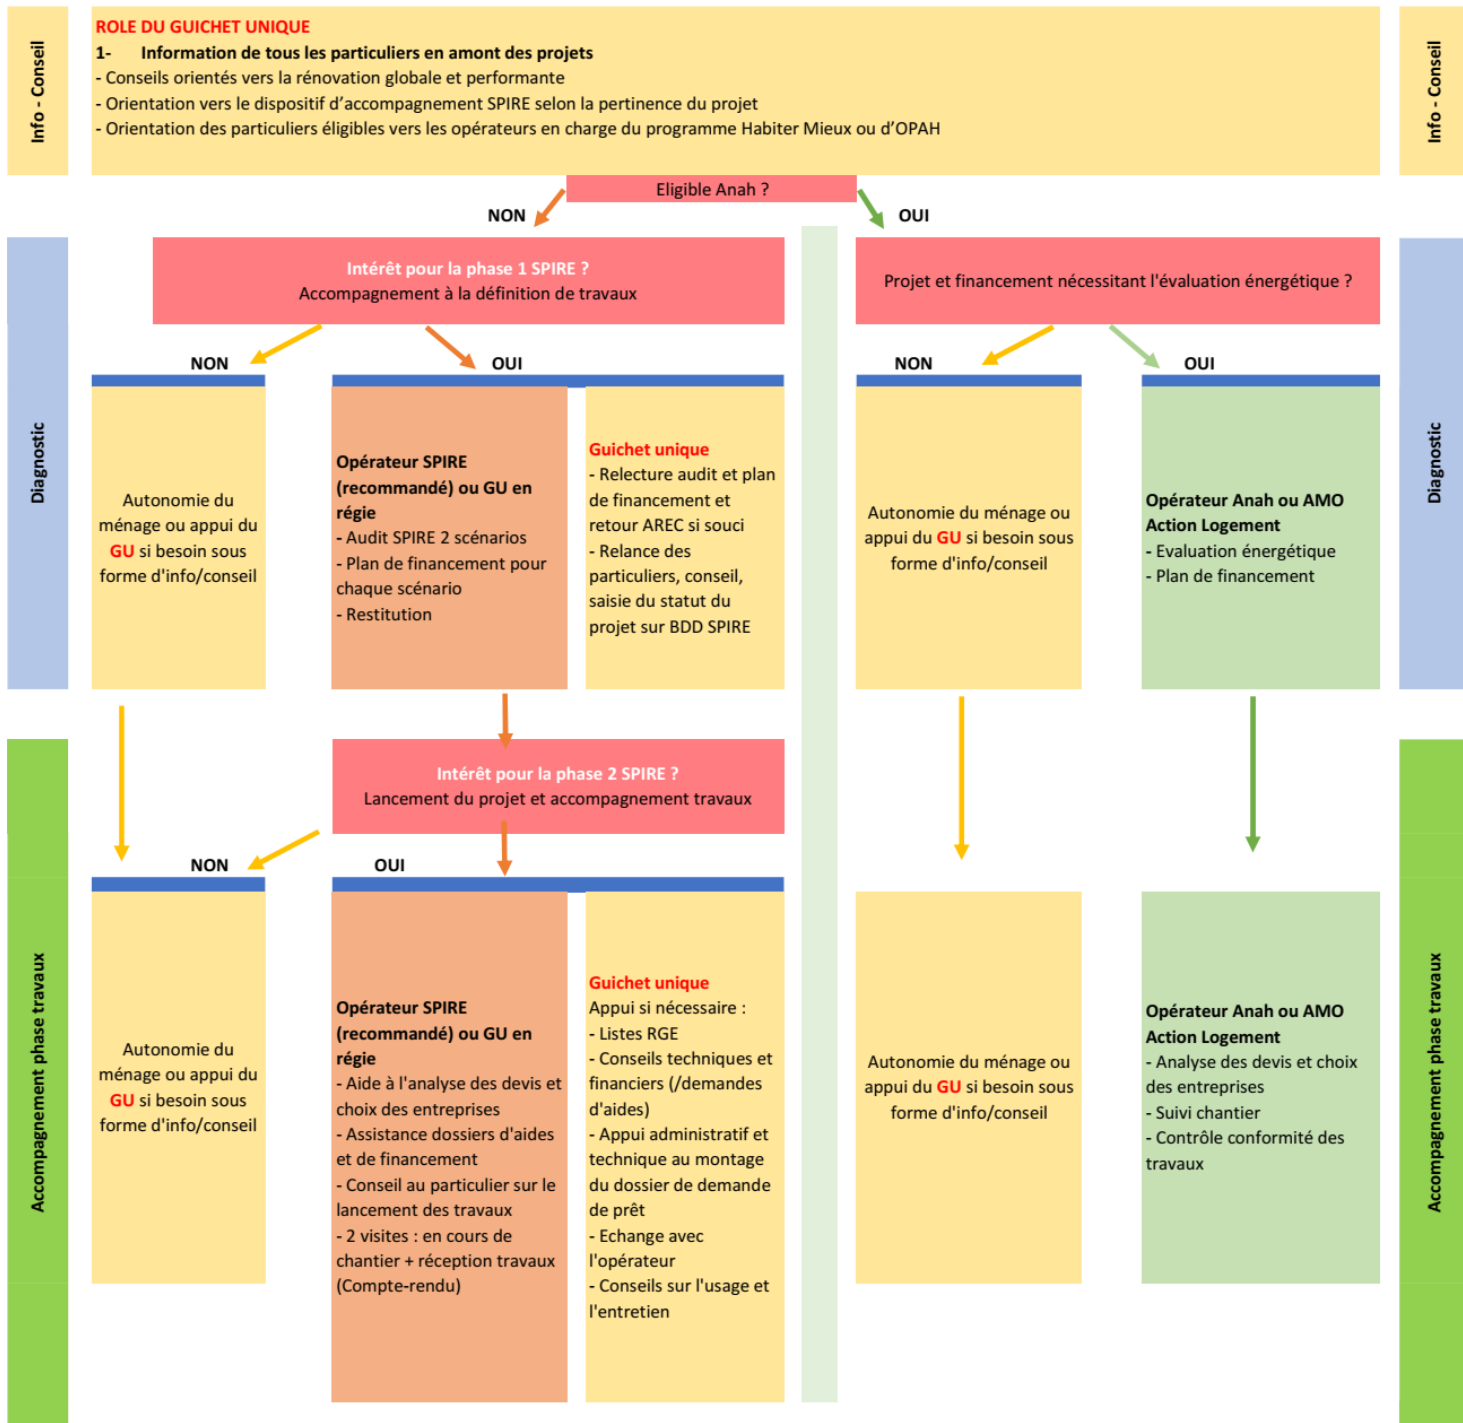 Info - Conseil
ROLE DU GUICHET UNIQUE
1- Information de tous les particuliers en amont des projets
- Conseils orientés vers la rénovation globale et performante
- Orientation vers le dispositif d'accompagnement SPIRE selon la pertinence du projet
- Orientation des particuliers éligibles vers les opérateurs en charge du programme Habiter Mieux ou d'OPAH
Info - Conseil
Eligible Anah ?
NON
OUI
Diagnostic
Intérêt pour la phase 1 SPIRE ?
Accompagnement à la définition de travaux
Projet et financement nécessitant l'évaluation énergétique ?
Diagnostic
NON
OUI
NON
OUI
Autonomie du
ménage ou appui du
GU si besoin sous
forme d'info/conseil
Opérateur SPIRE
(recommandé) ou GU en
régie
- Audit SPIRE 2 scénarios
- Plan de financement pour
chaque scénario
- Restitution
Guichet unique
- Relecture audit et plan
de financement et
retour AREC si souci
- Relance des
particuliers, conseil,
saisie du statut du
projet sur BDD SPIRE
Autonomie du ménage ou
appui du GU si besoin sous
forme d'info/conseil
Opérateur Anah ou AMO
Action Logement
- Evaluation énergétique
- Plan de financement
Accompagnement phase travaux
Intérêt pour la phase 2 SPIRE ?
Lancement du projet et accompagnement travaux
Accompagnement phase travaux
NON
OUI
Autonomie du
ménage ou appui du
GU si besoin sous
forme d'info/conseil
Opérateur SPIRE
(recommandé) ou GU en
régie
- Aide à l'analyse des devis et
choix des entreprises
- Assistance dossiers d'aides
et de financement
- Conseil au particulier sur le
lancement des travaux
- 2 visites : en cours de
chantier + réception travaux
(Compte-rendu)
Guichet unique
Appui si nécessaire :
- Listes RGE
- Conseils techniques et
financiers (/demandes
d'aides)
- Appui administratif et
technique au montage
du dossier de demande
de prêt
- Echange avec
l'opérateur
- Conseils sur l'usage et
l'entretien
Autonomie du ménage ou
appui du GU si besoin sous
forme d'info/conseil
Opérateur Anah ou AMO
Action Logement
- Analyse des devis et choix
des entreprises
- Suivi chantier
- Contrôle conformité des
travaux